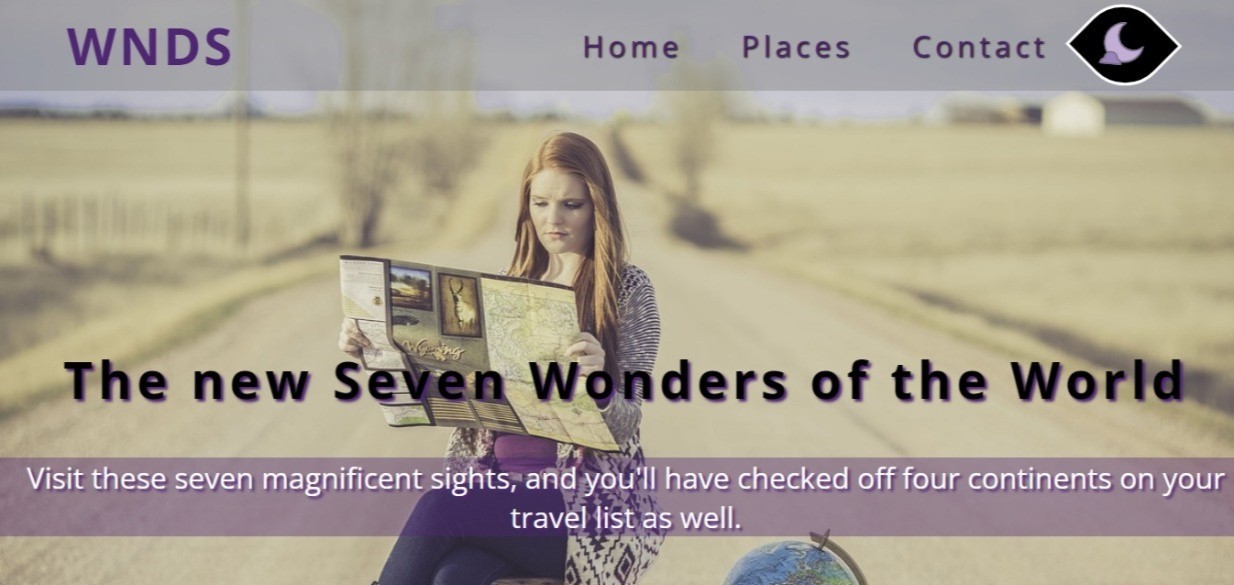 WNDS
Home Places Contact
Wyoming
The new Seven Wonders of the World
Visit these seven magnificent sights, and you'll have checked off four continents on your
travel list as well.